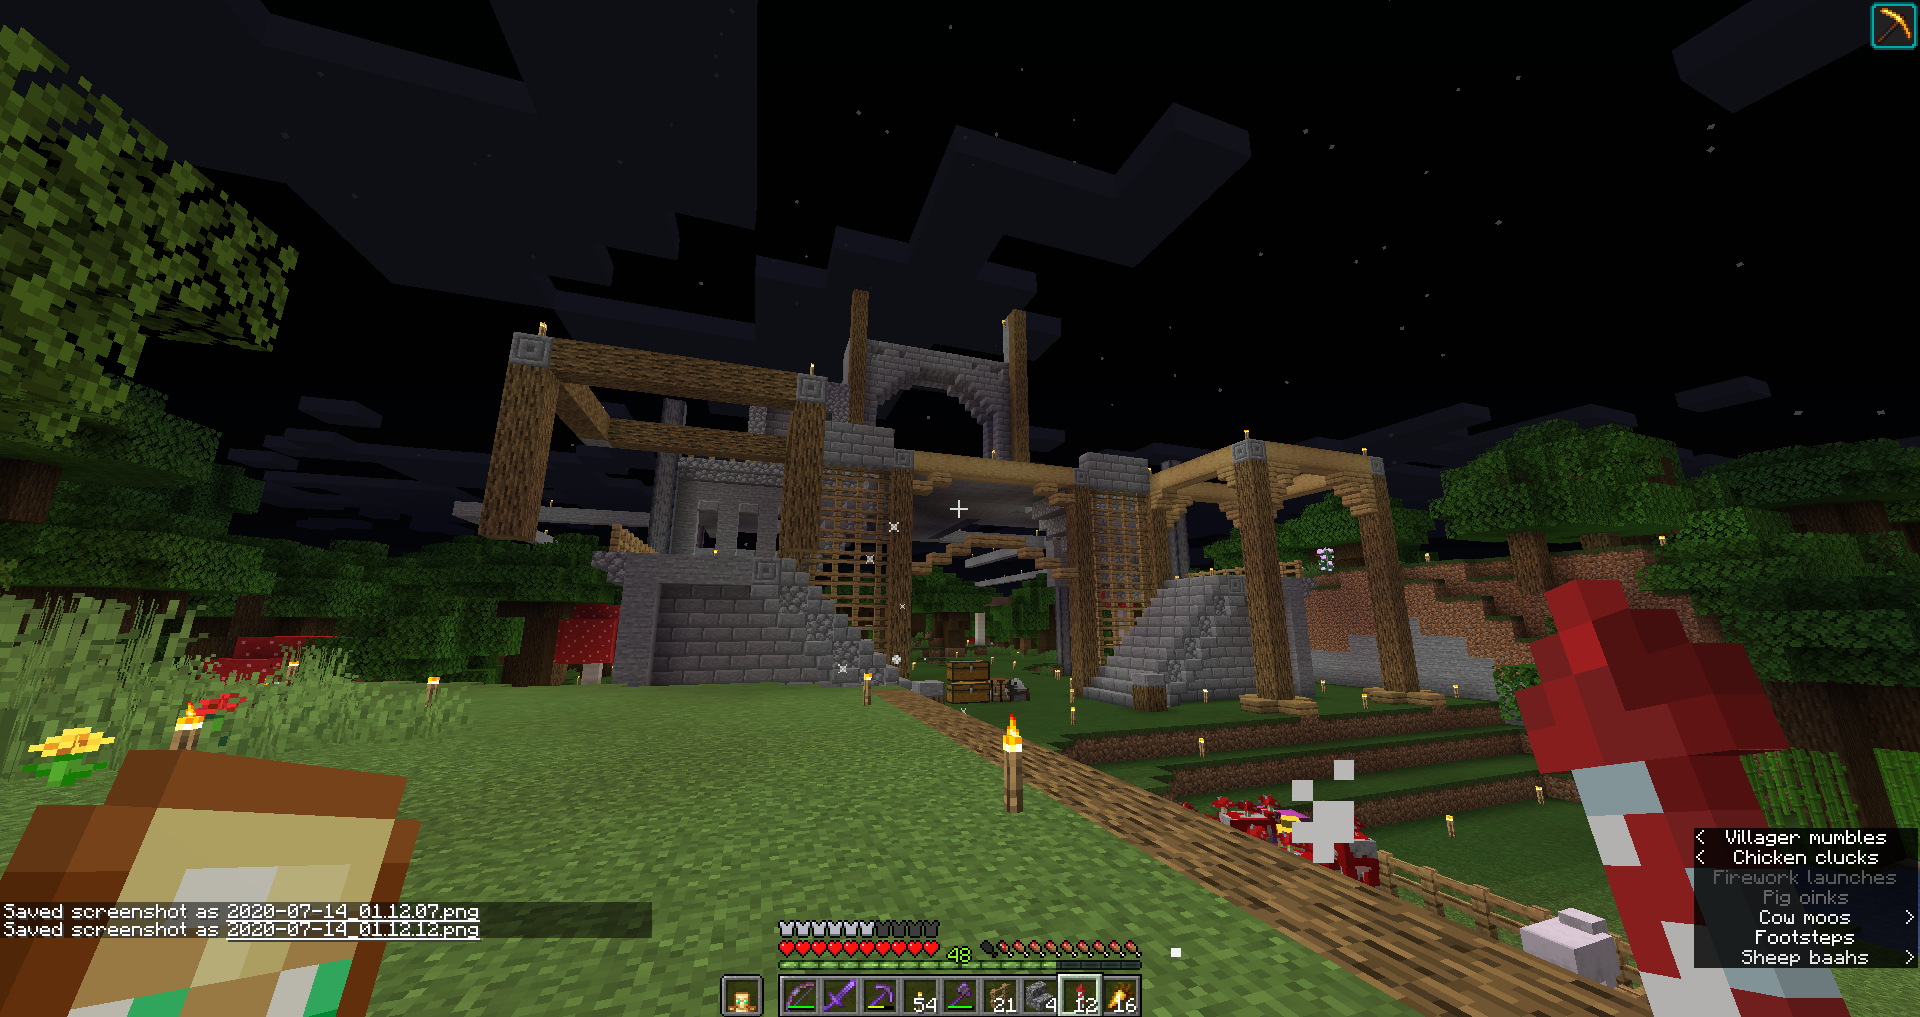 Villager mumbles
Chicken clucks
Firework launches
Pig oinks
Cow moos
Footsteps
Sheep baahs
Saved screenshot as 2020-07-14_01.12.07.png
Saved screenshot as 2020-07-14_01.12.12.png
48
54 21 4 12 16